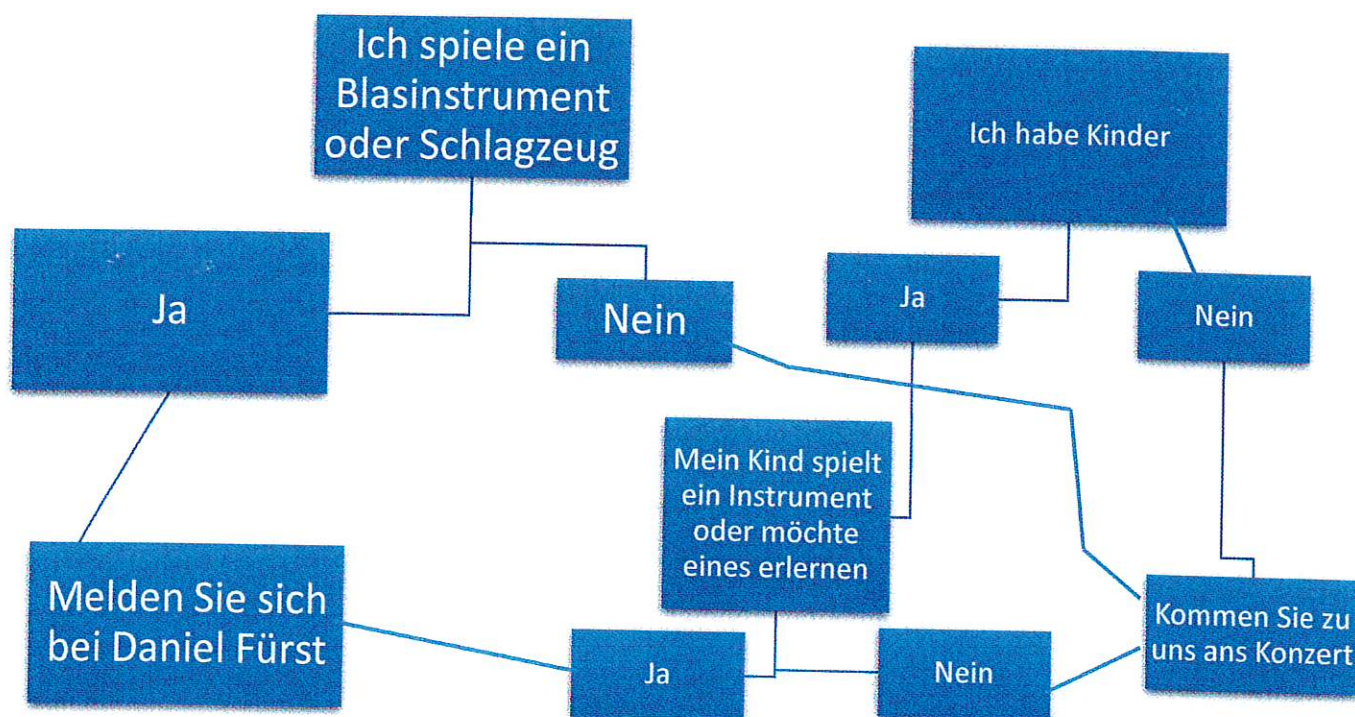 Ich spiele ein
Blasinstrument
oder Schlagzeug
Ich habe Kinder
Ja
Nein
Ja
Nein
Mein Kind spielt
ein Instrument
oder möchte
eines erlernen
Melden Sie sich
bei Daniel Fürst
Ja
Nein
Kommen Sie zu
uns ans Konzert